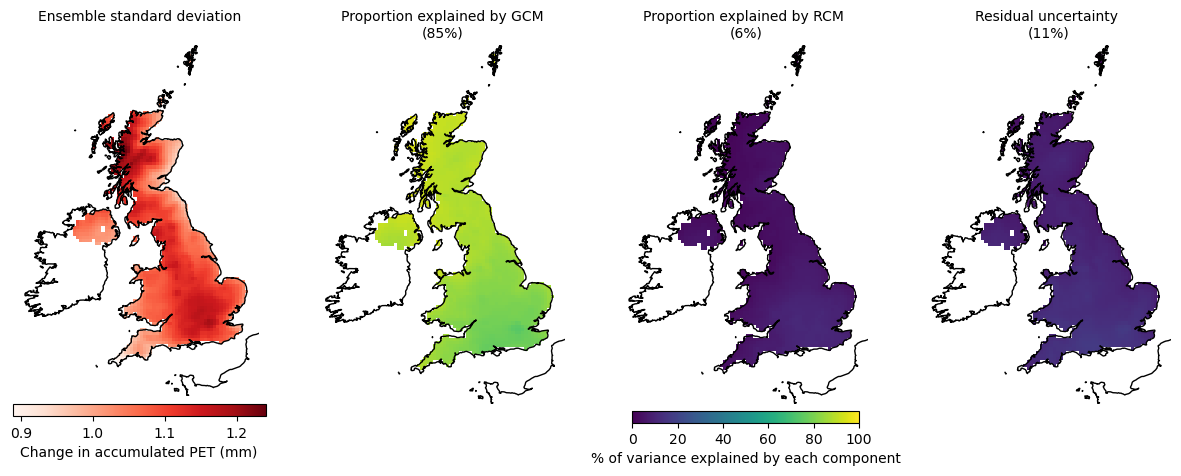 Ensemble standard deviation
Proportion explained by GCM
(85%)
Proportion explained by RCM
(6%)
Residual uncertainty
(11%)
0.9 1.0 1.1 1.2
Change in accumulated PET (mm)
0 20 40 60 80 100
% of variance explained by each component